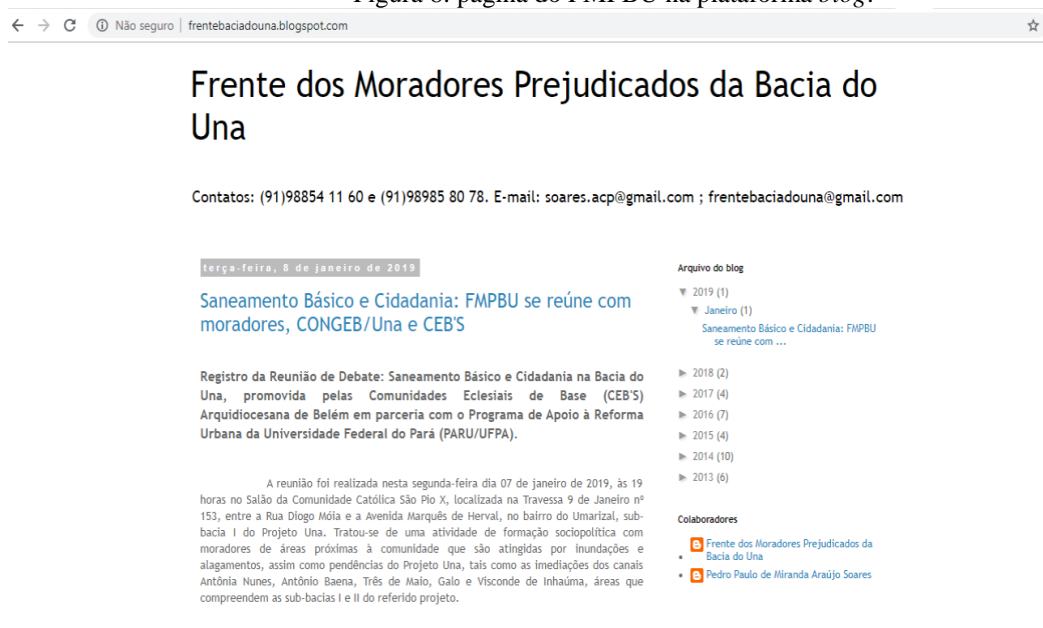 Figura 6: página do FMPBU na plataforma blog.
Não seguro | frentebaciadouna.blogspot.com
Frente dos Moradores Prejudicados da Bacia do
Una
Contatos: (91)98854 11 60 e (91)98985 80 78. E-mail: soares.acp@gmail.com ; frentebaciadouna@gmail.com
terça-feira, 8 de janeiro de 2019
Saneamento Básico e Cidadania: FMPBU se reúne com
moradores, CONGEB/Una e CEB'S
Registro da Reunião de Debate: Saneamento Básico e Cidadania na Bacia do
Una, promovida pelas Comunidades Eclesiais de Base (CEB'S)
Arquidiocesana de Belém em parceria com o Programa de Apoio à Reforma
Urbana da Universidade Federal do Pará (PARU/UFPA).
A reunião foi realizada nesta segunda-feira dia 07 de janeiro de 2019, às 19
horas no Salão da Comunidade Católica São Pio X, localizada na Travessa 9 de Janeiro nº
153, entre a Rua Diogo Móia e a Avenida Marquês de Herval, no bairro do Umarizal, sub-
bacia I do Projeto Una. Tratou-se de uma atividade de formação sociopolítica com
moradores de áreas próximas à comunidade que são atingidas por inundações e
alagamentos, assim como pendências do Projeto Una, tais como as imediações dos canais
Antônia Nunes, Antônio Baena, Três de Maio, Galo e Visconde de Inhaúma, áreas que
compreendem as sub-bacias I e II do referido projeto.
Arquivo do blog
▼ 2019 (1)
▼ Janeiro (1)
Saneamento Básico e Cidadania: FMPBU
se reúne com ...
► 2018 (2)
► 2017 (4)
► 2016 (7)
► 2015 (4)
► 2014 (10)
► 2013 (6)
Colaboradores
Frente dos Moradores Prejudicados da
Bacia do Una
Pedro Paulo de Miranda Araújo Soares